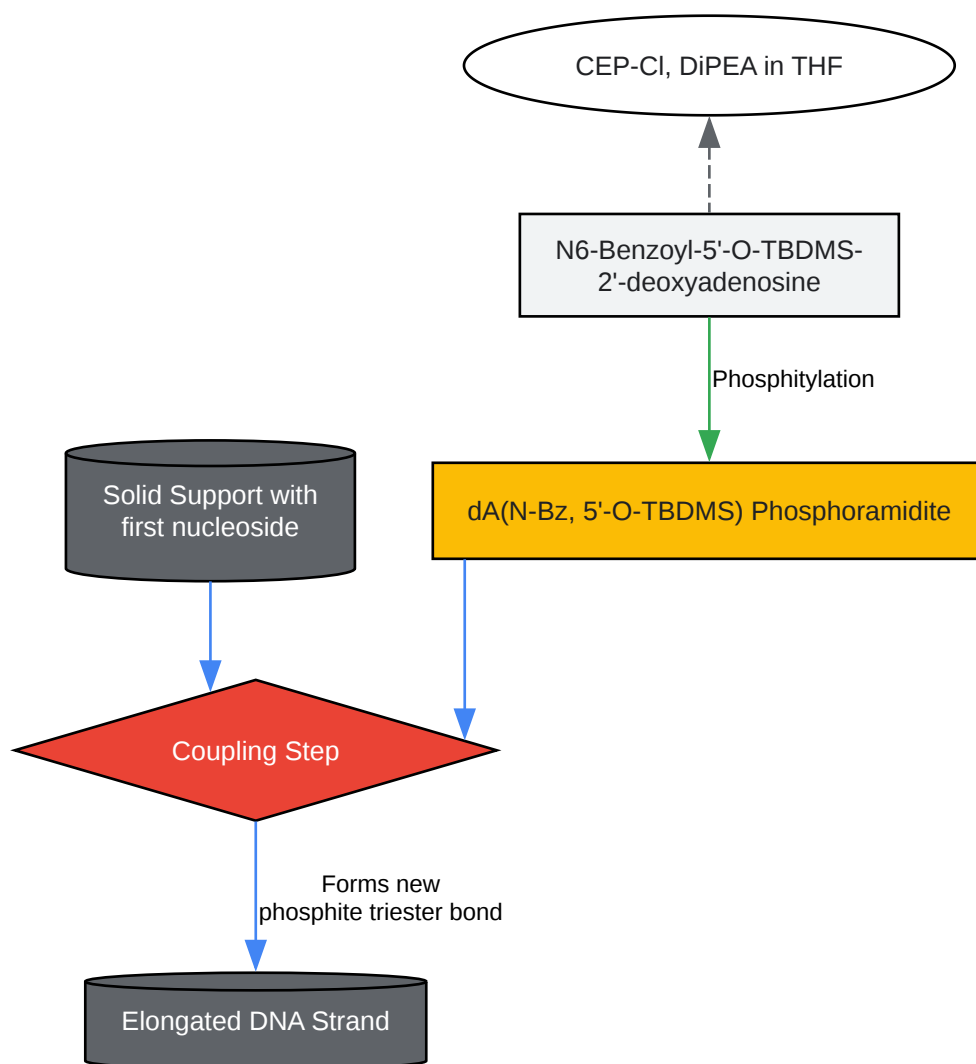 CEP-Cl, DiPEA in THF
N6-Benzoyl-5'-O-TBDMS-
2'-deoxyadenosine
Phosphitylation
Solid Support with
first nucleoside
dA(N-Bz, 5'-O-TBDMS) Phosphoramidite
Coupling Step
Forms new
phosphite triester bond
Elongated DNA Strand